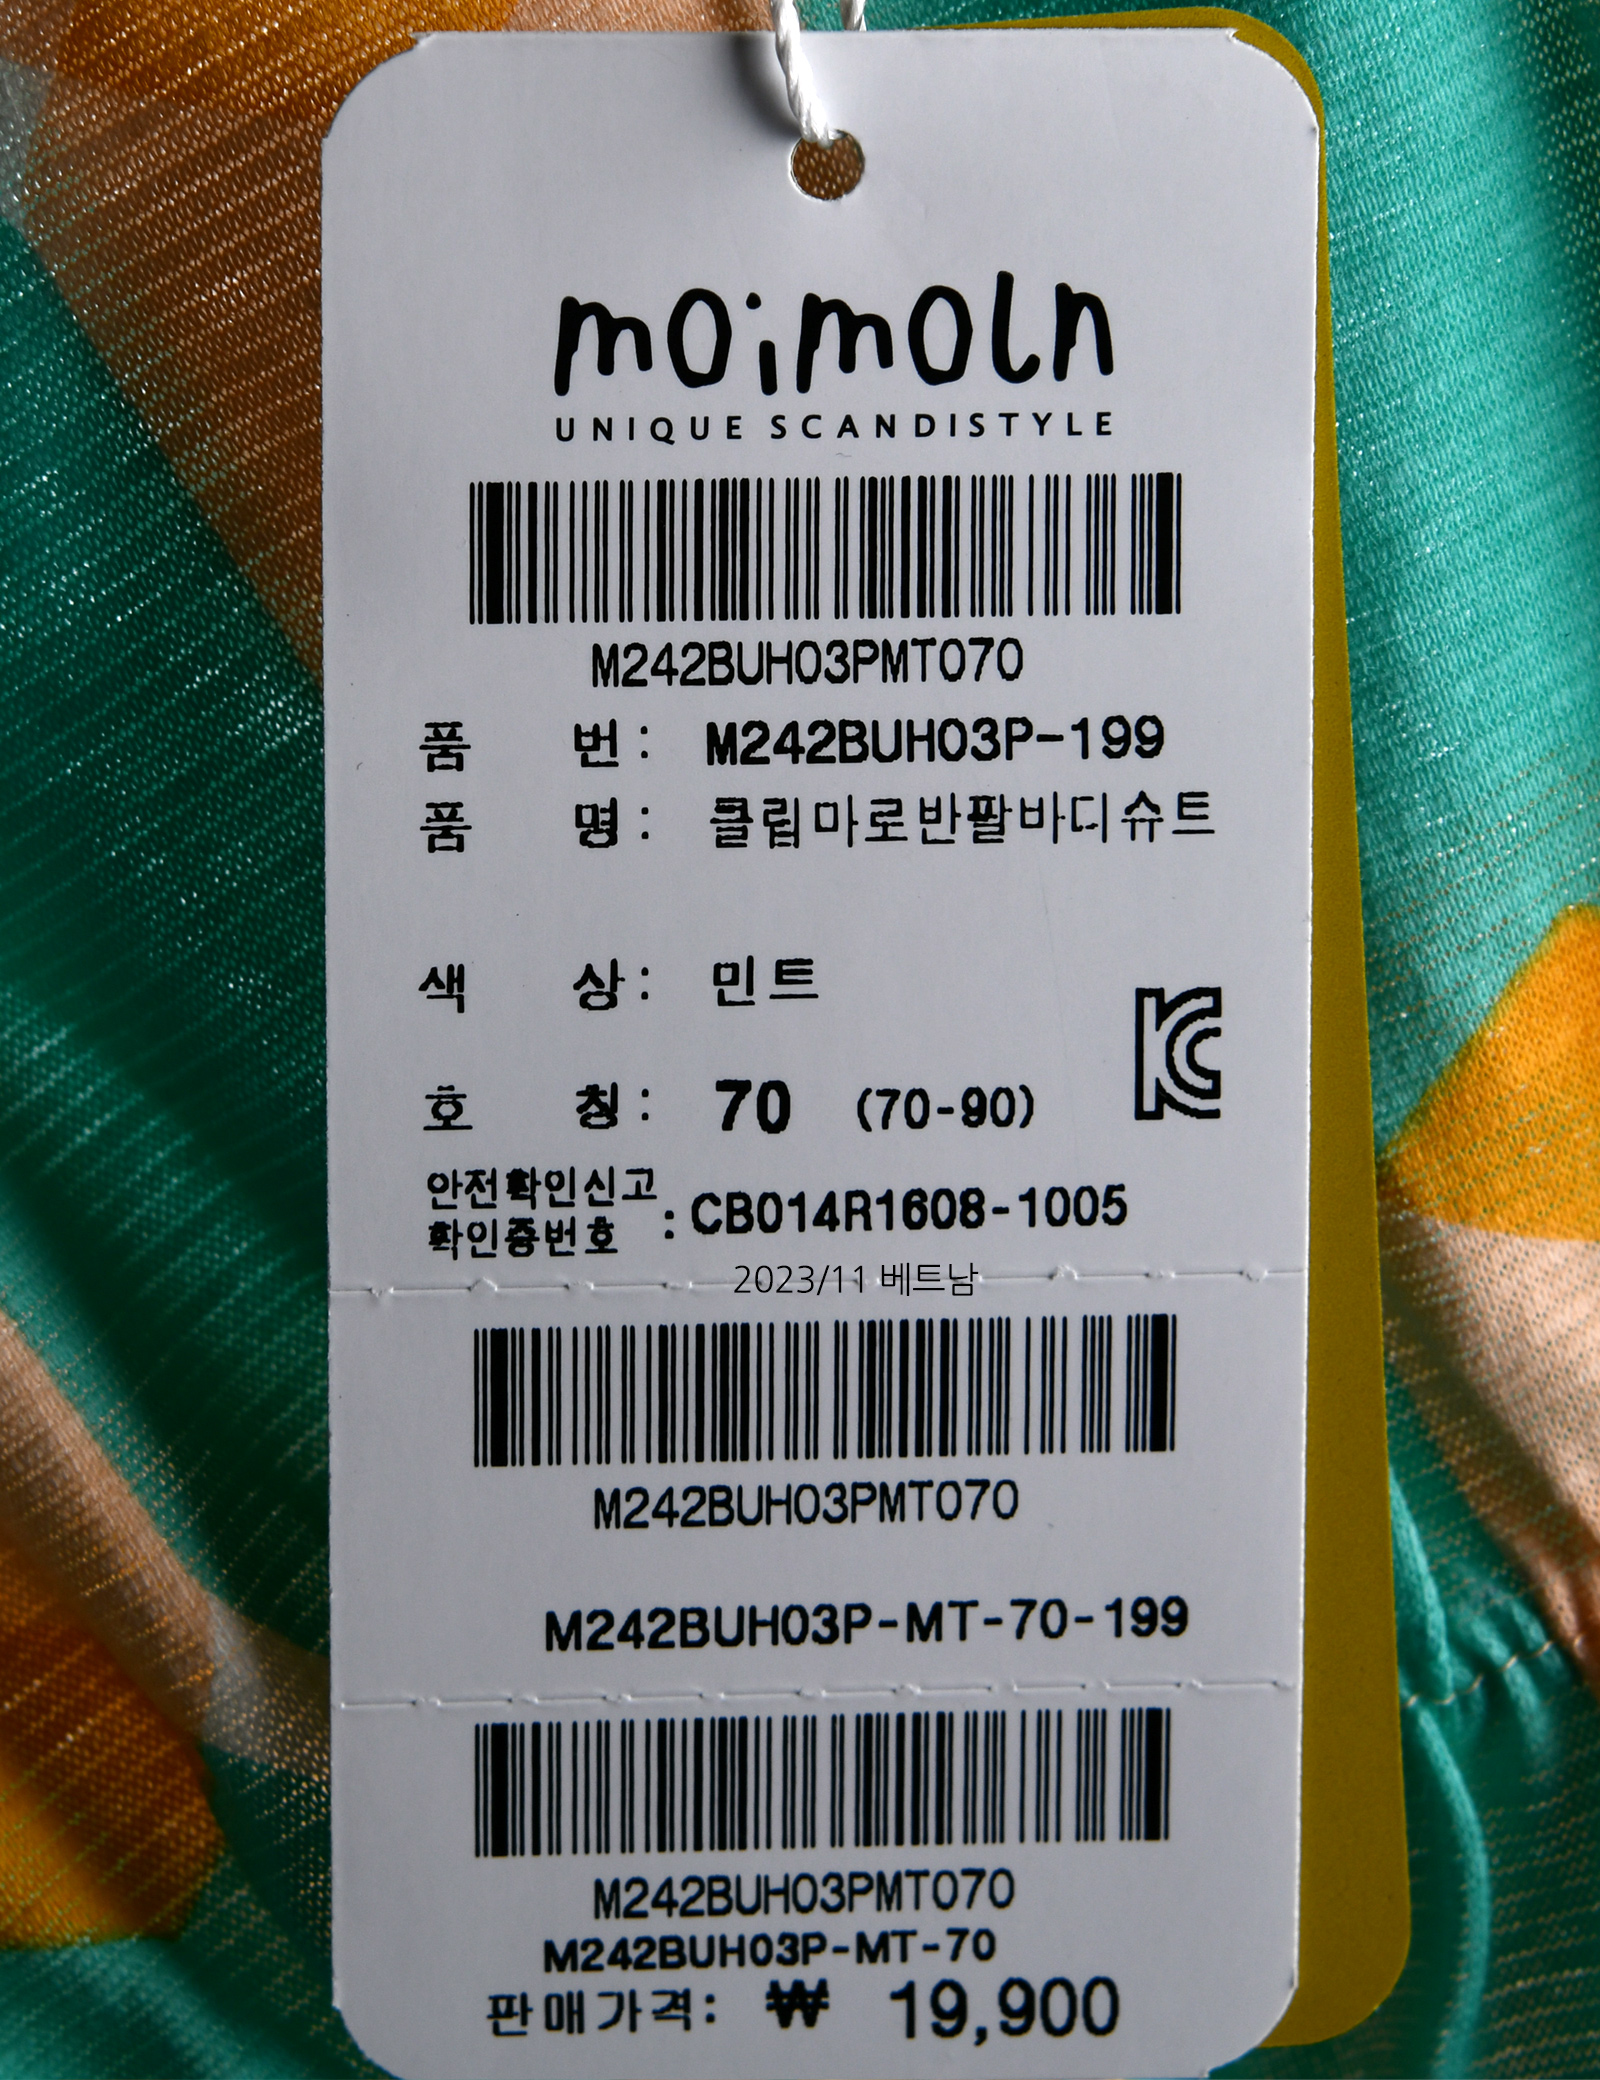 moimoln
UNIQUE SCANDISTYLE
M242BUH03PMT070
품 번 : M242BUH03P-199
품 명 : 클립마로반팔바디슈트
색 상 : 민트
호 칭 : 70 (70-90)
KC
안전확인신고
확인증번호 : CB014R1608-1005
2023/11 베트남
M242BUH03PMT070
M242BUH03P-MT-70-199
M242BUH03PMT070
M242BUH03P-MT-70
판매가격: ₩ 19,900